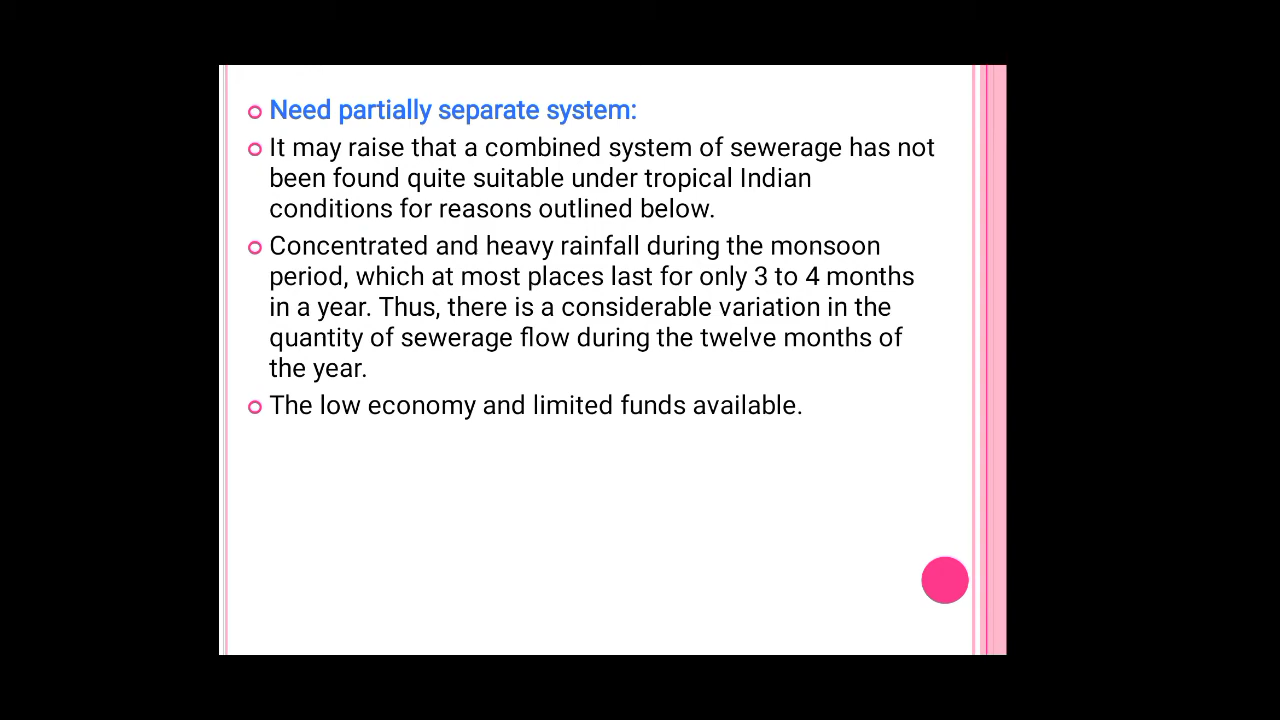 Need partially separate system:
It may raise that a combined system of sewerage has not
been found quite suitable under tropical Indian
conditions for reasons outlined below.
Concentrated and heavy rainfall during the monsoon
period, which at most places last for only 3 to 4 months
in a year. Thus, there is a considerable variation in the
quantity of sewerage flow during the twelve months of
the year.
The low economy and limited funds available.